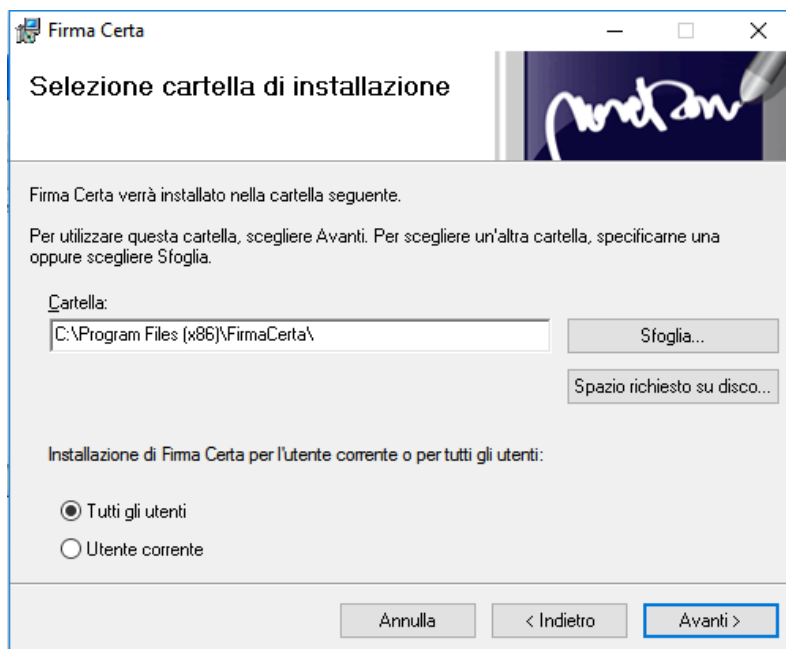 Firma Certa
Selezione cartella di installazione
Firma Certa verrà installato nella cartella seguente.
Per utilizzare questa cartella, scegliere Avanti. Per scegliere un'altra cartella, specificarne una
oppure scegliere Sfoglia.
Cartella:
C:\Program Files (x86)\FirmaCerta\
Sfoglia...
Spazio richiesto su disco...
Installazione di Firma Certa per l'utente corrente o per tutti gli utenti:
Tutti gli utenti
Utente corrente
Annulla
< Indietro
Avanti >